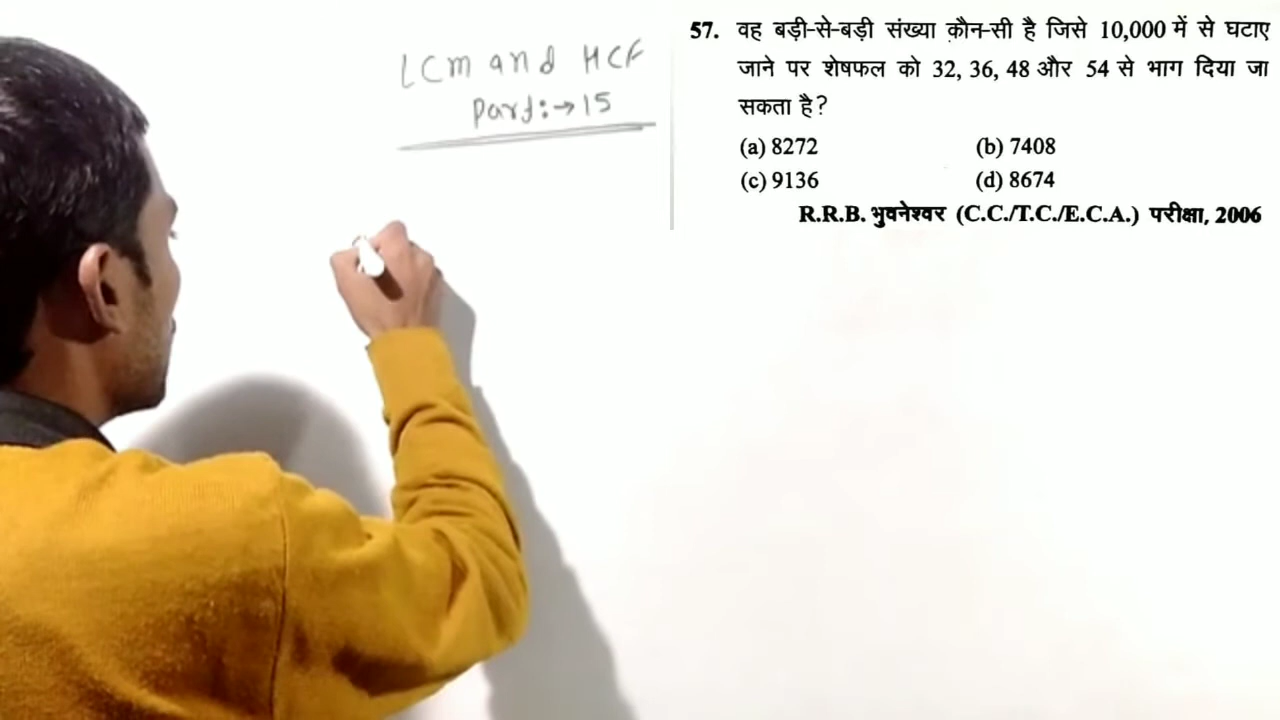 LCM and HCF
Part:→15
57. वह बड़ी-से-बड़ी संख्या कौन-सी है जिसे 10,000 में से घटाए
जाने पर शेषफल को 32, 36, 48 और 54 से भाग दिया जा
सकता है?
(a) 8272 (b) 7408
(c) 9136 (d) 8674
R.R.B. भुवनेश्वर (C.C./T.C./E.C.A.) परीक्षा, 2006